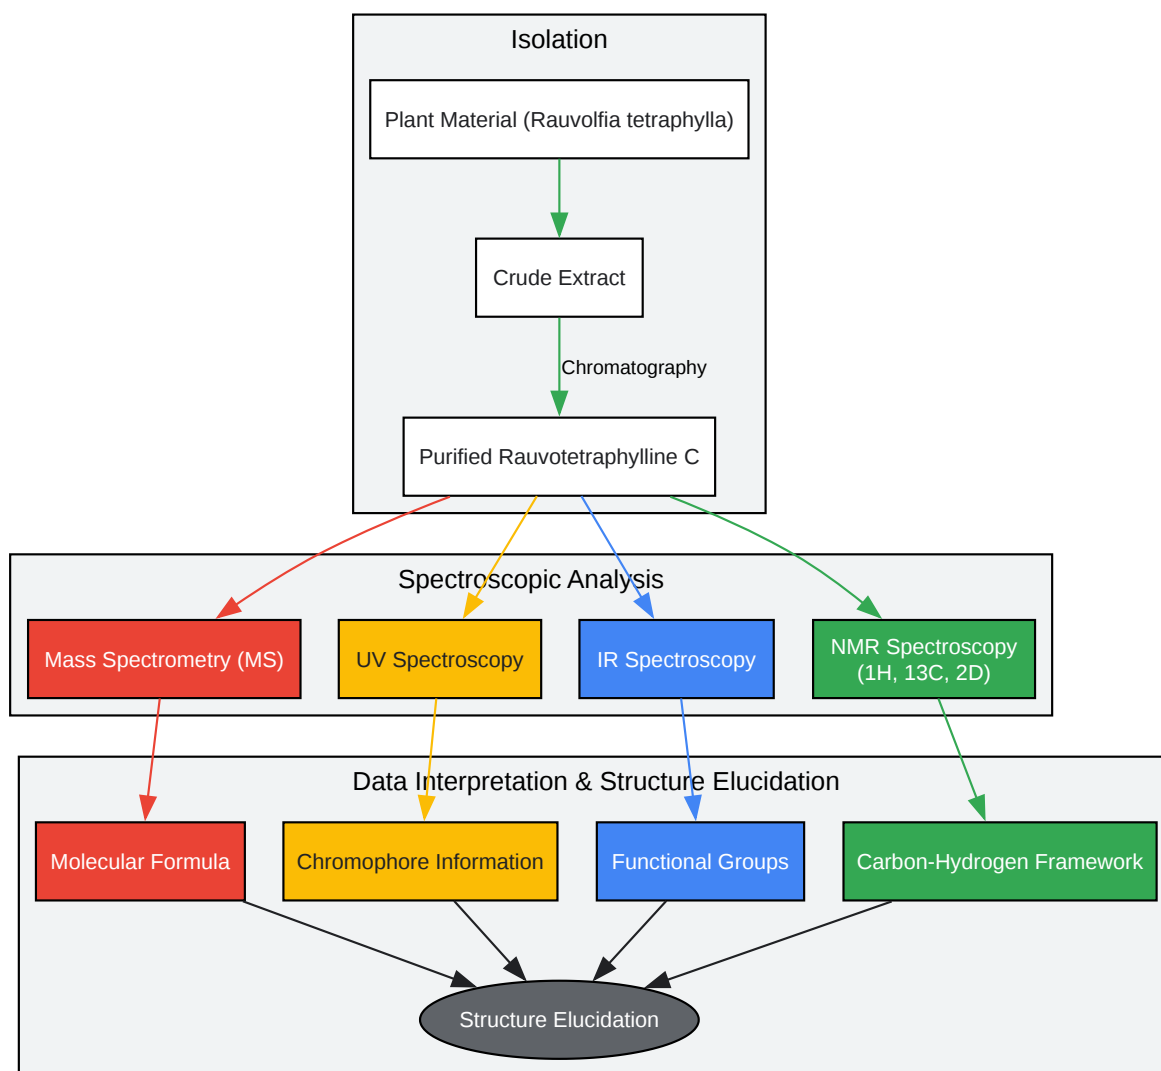 Isolation
Plant Material (Rauvolfia tetraphylla)
Crude Extract
Chromatography
Purified Rauvotetraphylline C
Spectroscopic Analysis
Mass Spectrometry (MS)
UV Spectroscopy
IR Spectroscopy
NMR Spectroscopy
(1H, 13C, 2D)
Data Interpretation & Structure Elucidation
Molecular Formula
Chromophore Information
Functional Groups
Carbon-Hydrogen Framework
Structure Elucidation